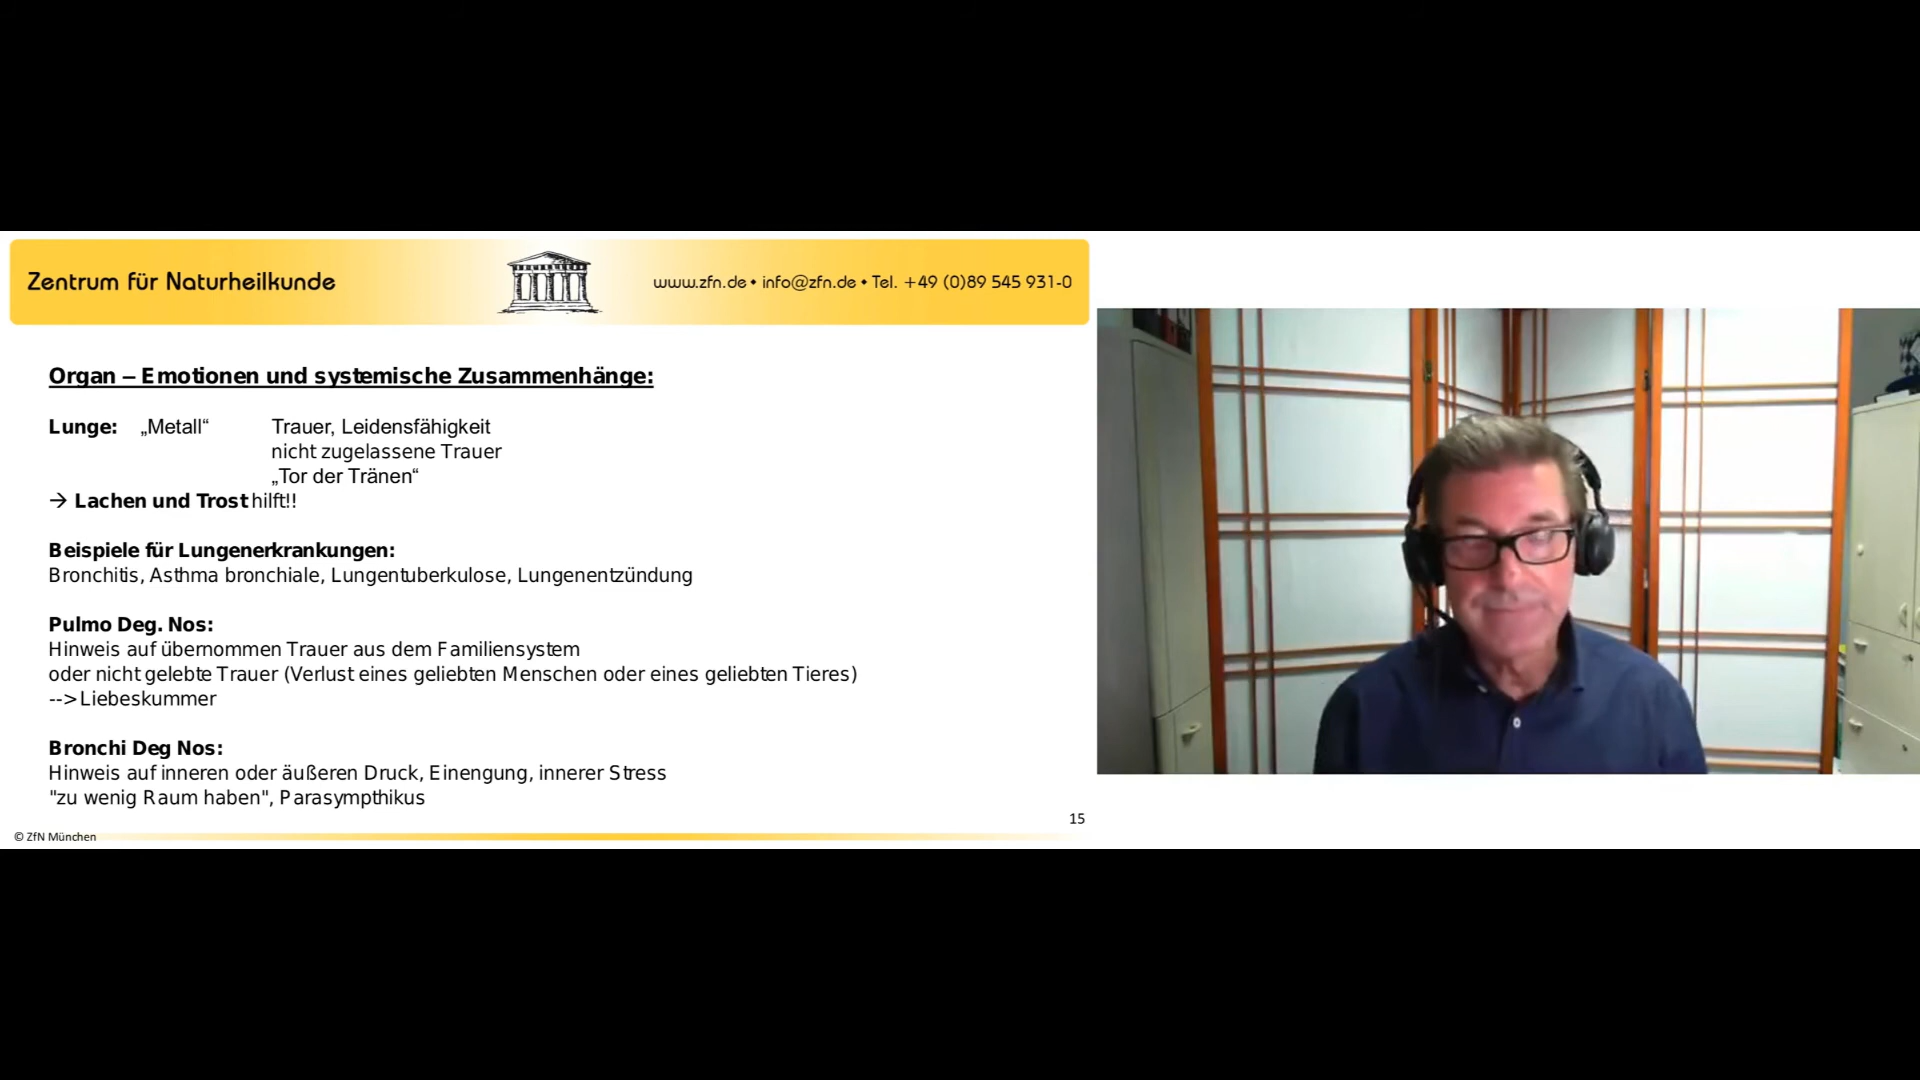 Zentrum für Naturheilkunde
www.zfn.de • info@zfn.de • Tel. +49 (0)89 545 931-0
Organ – Emotionen und systemische Zusammenhänge:
Lunge: „Metall“ Trauer, Leidensfähigkeit
nicht zugelassene Trauer
„Tor der Tränen“
→ Lachen und Trost hilft!!
Beispiele für Lungenerkrankungen:
Bronchitis, Asthma bronchiale, Lungentuberkulose, Lungenentzündung
Pulmo Deg. Nos:
Hinweis auf übernommen Trauer aus dem Familiensystem
oder nicht gelebte Trauer (Verlust eines geliebten Menschen oder eines geliebten Tieres)
--> Liebeskummer
Bronchi Deg Nos:
Hinweis auf inneren oder äußeren Druck, Einengung, innerer Stress
"zu wenig Raum haben", Parasympthikus
15
© ZfN München